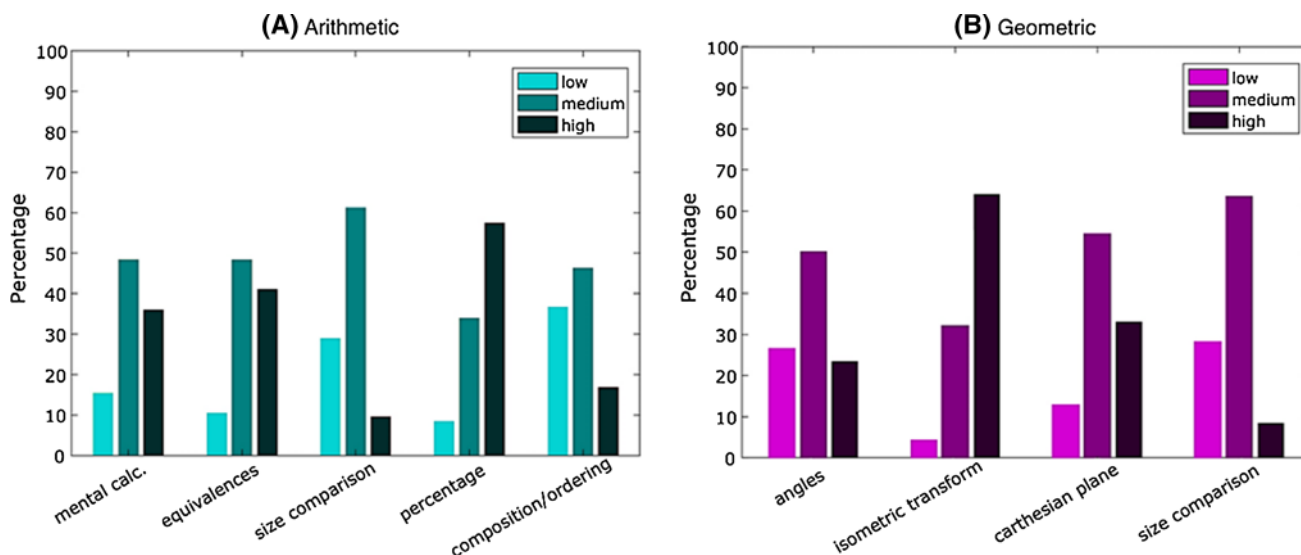 (A) Arithmetic
100
90
80
70
60
50
40
30
20
10
0
Percentage
low
medium
high
mental calc.
equivalences
size comparison
percentage
composition/ordering
(B) Geometric
100
90
80
70
60
50
40
30
20
10
0
Percentage
low
medium
high
angles
isometric transform
carthesian plane
size comparison